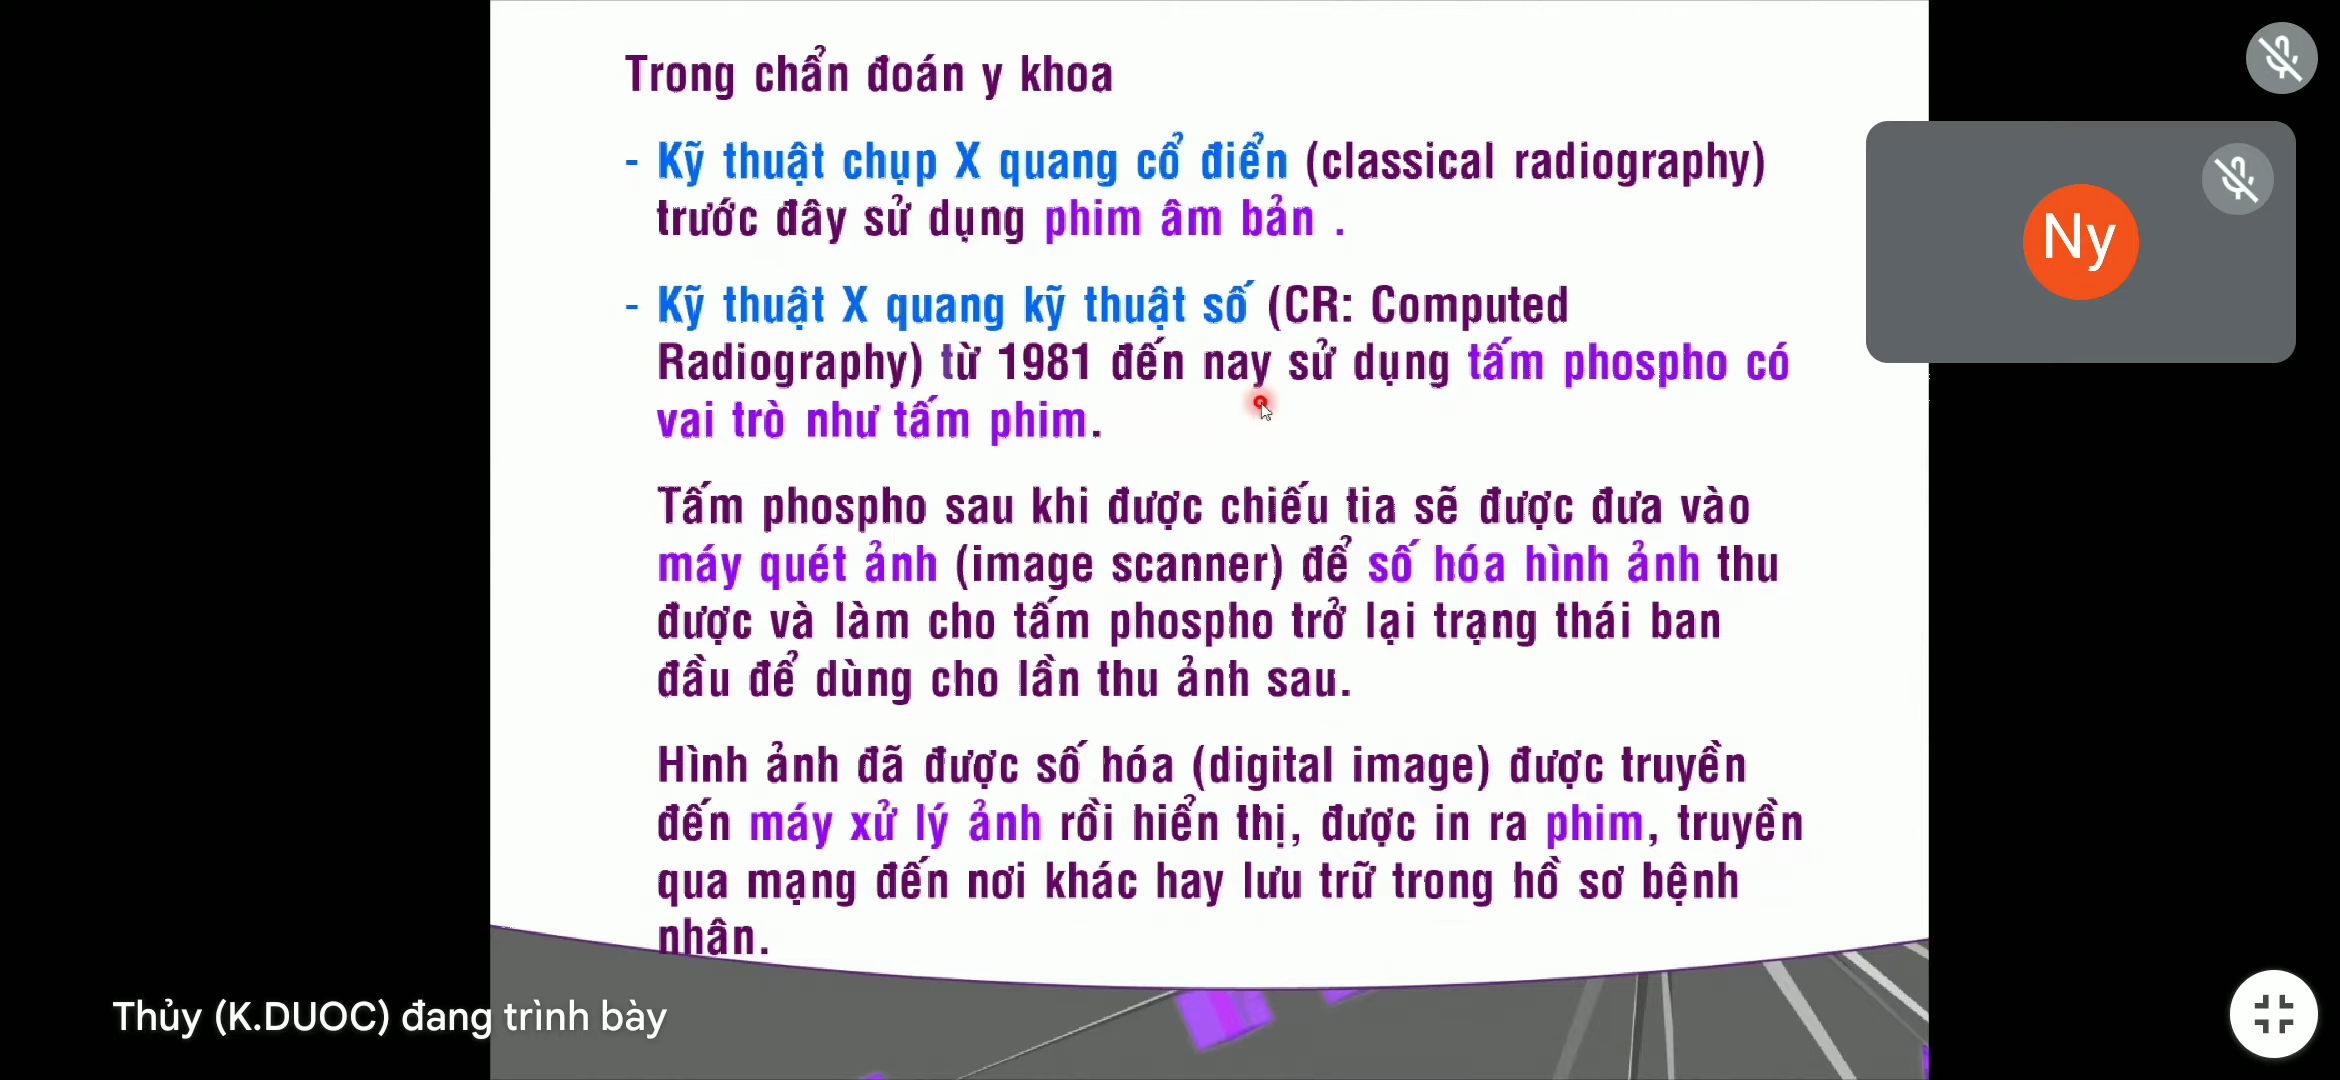 Trong chẩn đoán y khoa
- Kỹ thuật chụp X quang cổ điển (classical radiography)
trước đây sử dụng phim âm bản .
- Kỹ thuật X quang kỹ thuật số (CR: Computed
Radiography) từ 1981 đến nay sử dụng tấm phospho có
vai trò như tấm phim.
Tấm phospho sau khi được chiếu tia sẽ được đưa vào
máy quét ảnh (image scanner) để số hóa hình ảnh thu
được và làm cho tấm phospho trở lại trạng thái ban
đầu để dùng cho lần thu ảnh sau.
Hình ảnh đã được số hóa (digital image) được truyền
đến máy xử lý ảnh rồi hiển thị, được in ra phim, truyền
qua mạng đến nơi khác hay lưu trữ trong hồ sơ bệnh
nhân.
Ny
Thủy (K.DUOC) đang trình bày